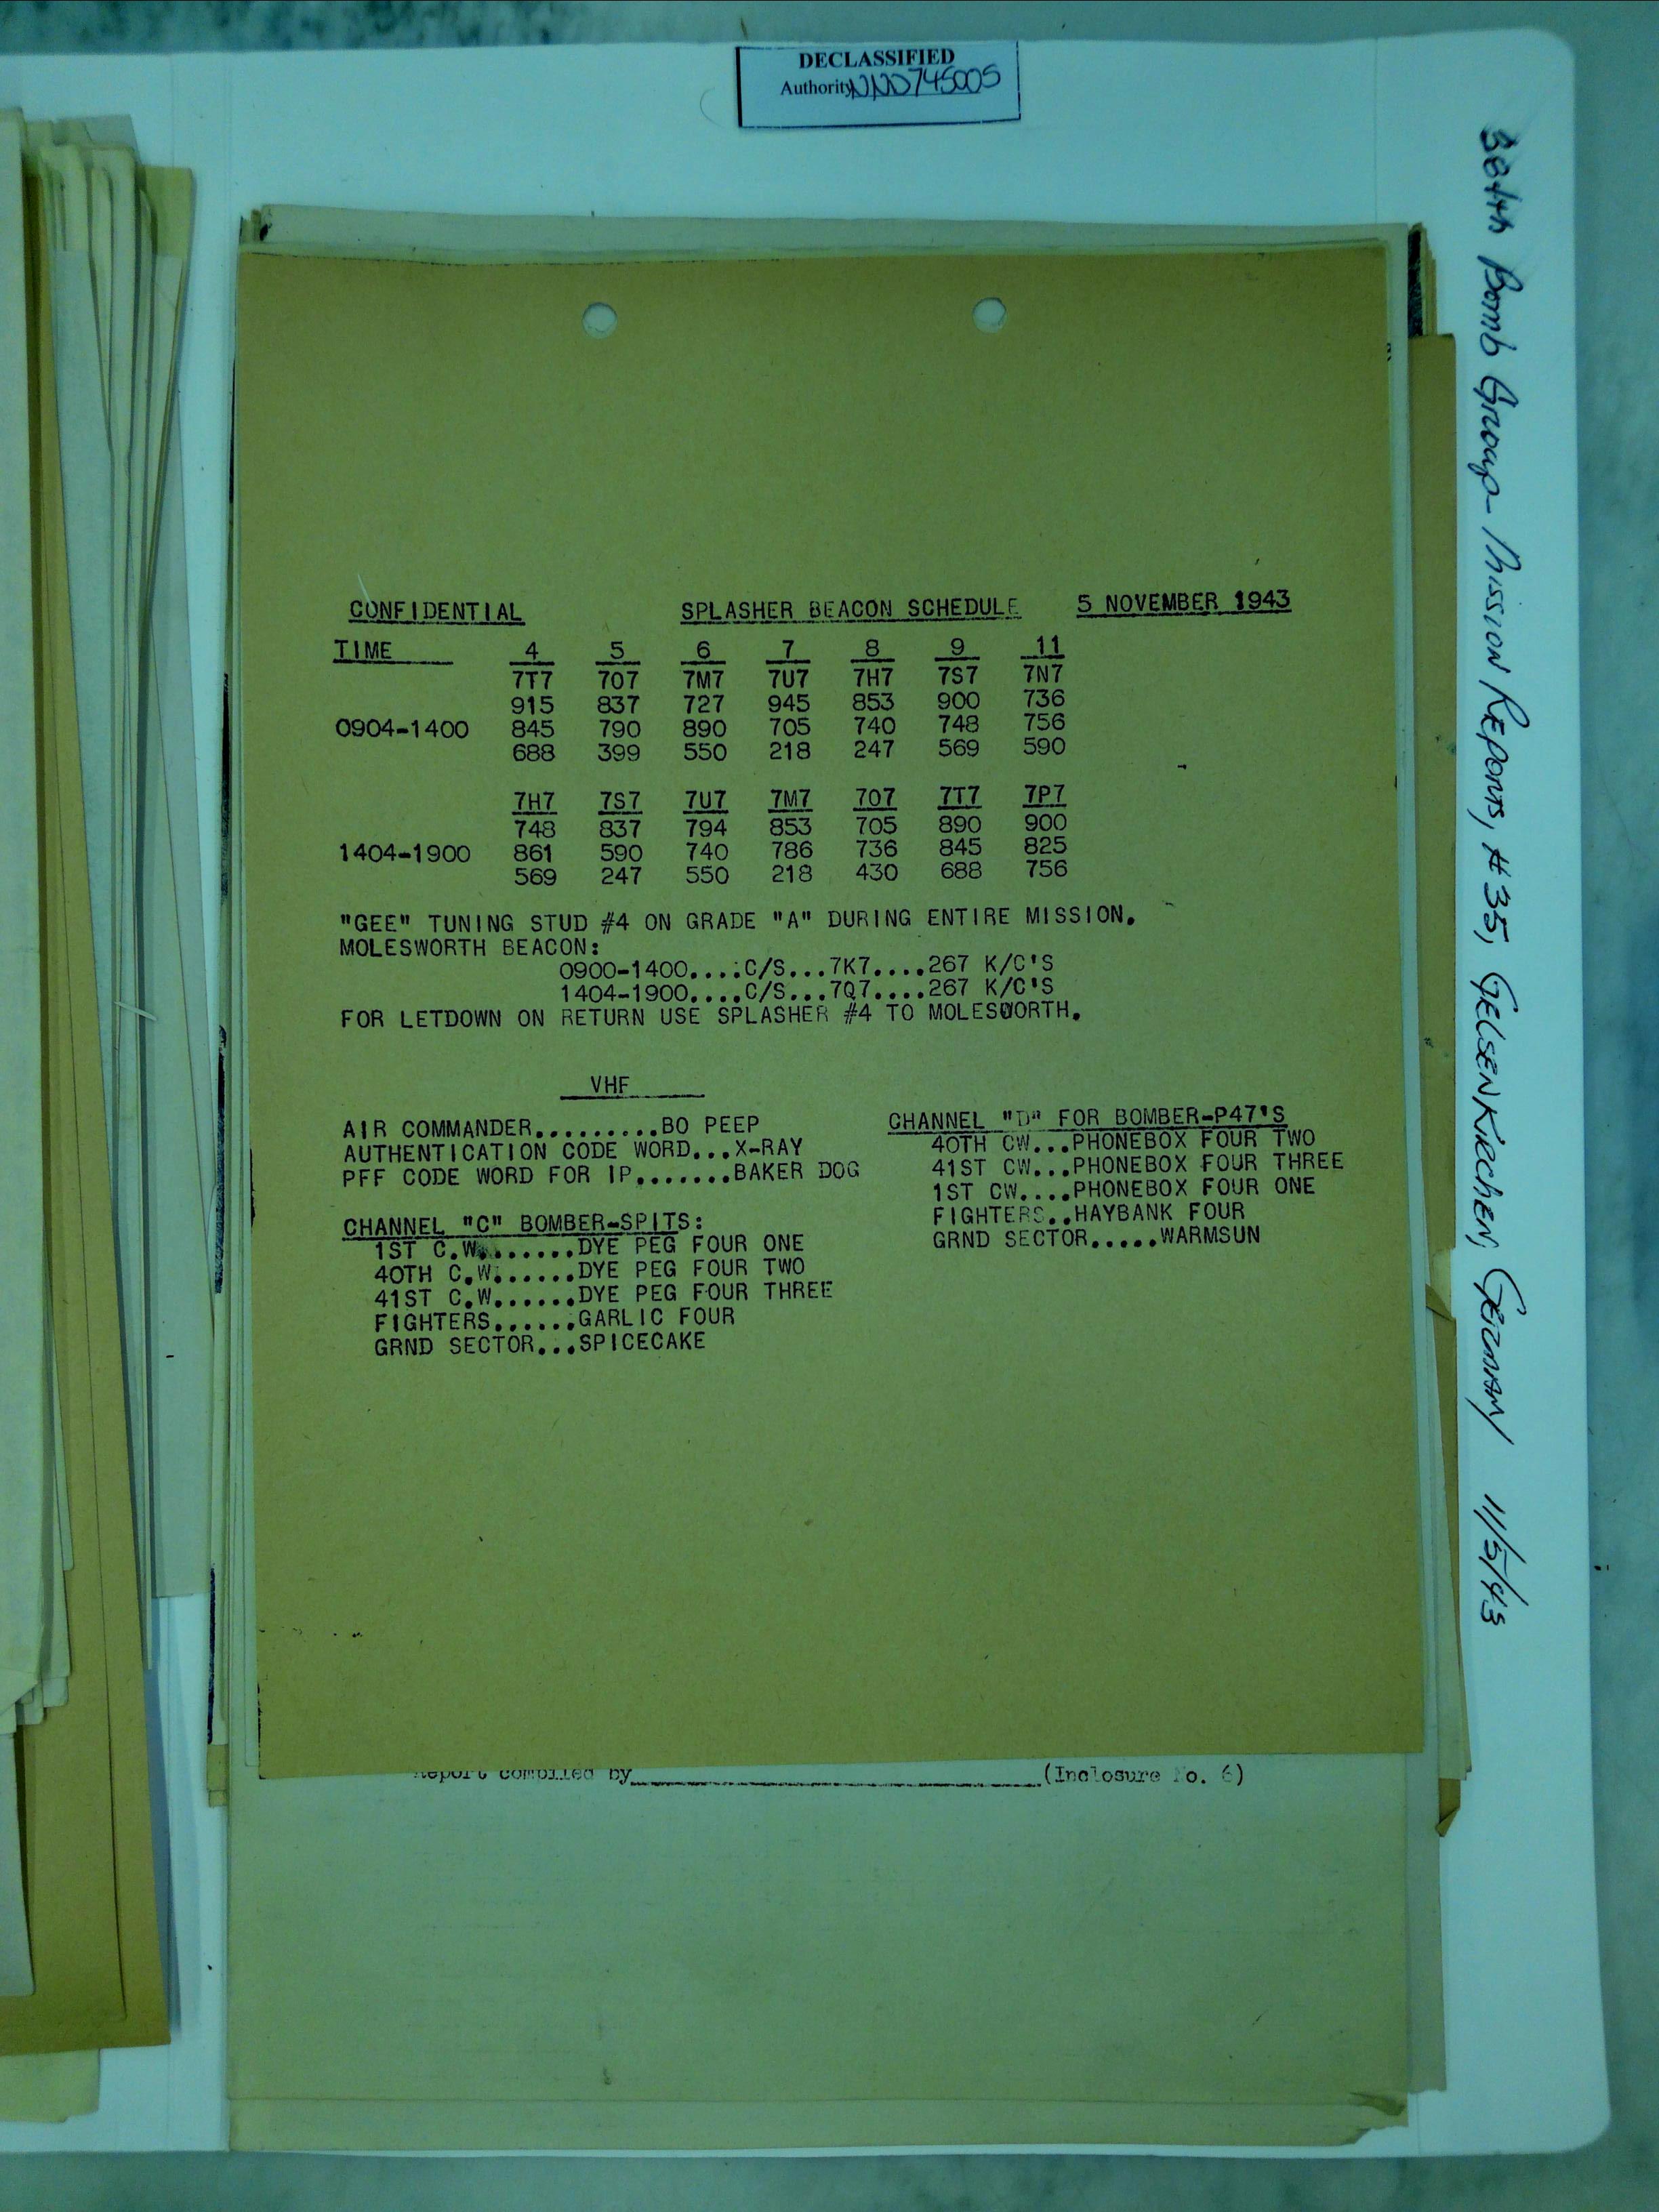 DECLASSIFIED
Authority NND745005
CONFIDENTIAL SPLASHER BEACON SCHEDULE 5 NOVEMBER 1943
TIME 4 5 6 7 8 9 11
7T7 7O7 7M7 7U7 7H7 7S7 7N7
915 837 727 945 853 900 736
0904-1400 845 790 890 705 740 748 756
688 399 550 218 247 569 590
7H7 7S7 7U7 7M7 7O7 7T7 7P7
748 837 794 853 705 890 900
1404-1900 861 590 740 786 736 845 825
569 247 550 218 430 688 756
"GEE" TUNING STUD #4 ON GRADE "A" DURING ENTIRE MISSION.
MOLESWORTH BEACON:
0900-1400....C/S...7K7....267 K/C'S
1404-1900....C/S...7Q7....267 K/C'S
FOR LETDOWN ON RETURN USE SPLASHER #4 TO MOLESWORTH.
VHF
AIR COMMANDER.........BO PEEP
AUTHENTICATION CODE WORD...X-RAY
PFF CODE WORD FOR IP.......BAKER DOG
CHANNEL "C" BOMBER-SPITS:
1ST C.W.......DYE PEG FOUR ONE
40TH C.W......DYE PEG FOUR TWO
41ST C.W......DYE PEG FOUR THREE
FIGHTERS......GARLIC FOUR
GRND SECTOR...SPICECAKE
CHANNEL "D" FOR BOMBER-P47'S
40TH CW...PHONEBOX FOUR TWO
41ST CW...PHONEBOX FOUR THREE
1ST CW....PHONEBOX FOUR ONE
FIGHTERS..HAYBANK FOUR
GRND SECTOR.....WARMSUN
Report compiled by (Inclosure No. 6)
384th Bomb Group - Mission Reports, #35, Gelsenkirchen, Germany 11/5/43